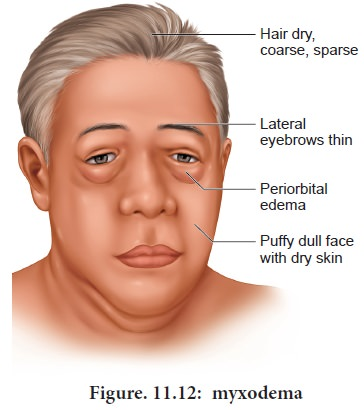 Hair dry,
coarse, sparse
Lateral
eyebrows thin
Periorbital
edema
Puffy dull face
with dry skin
Figure. 11.12: myxodema